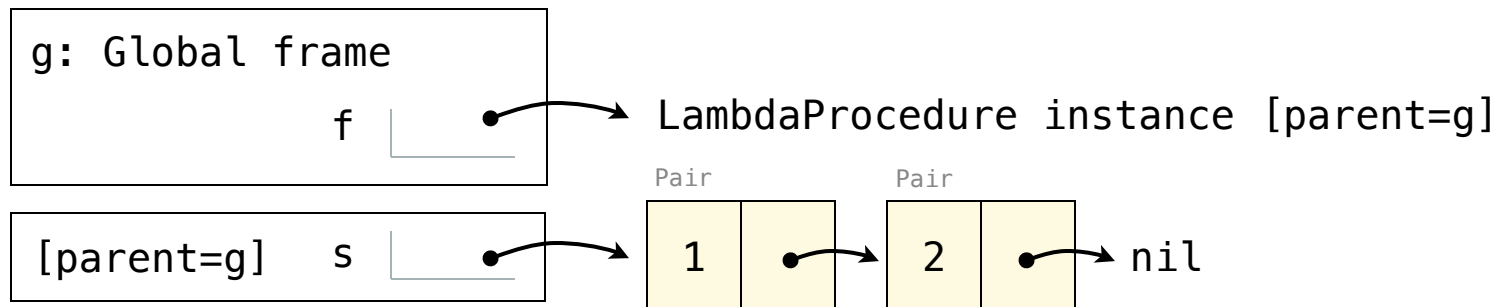 g: Global frame
f
LambdaProcedure instance [parent=g]
Pair
Pair
[parent=g]
s
1
2
nil